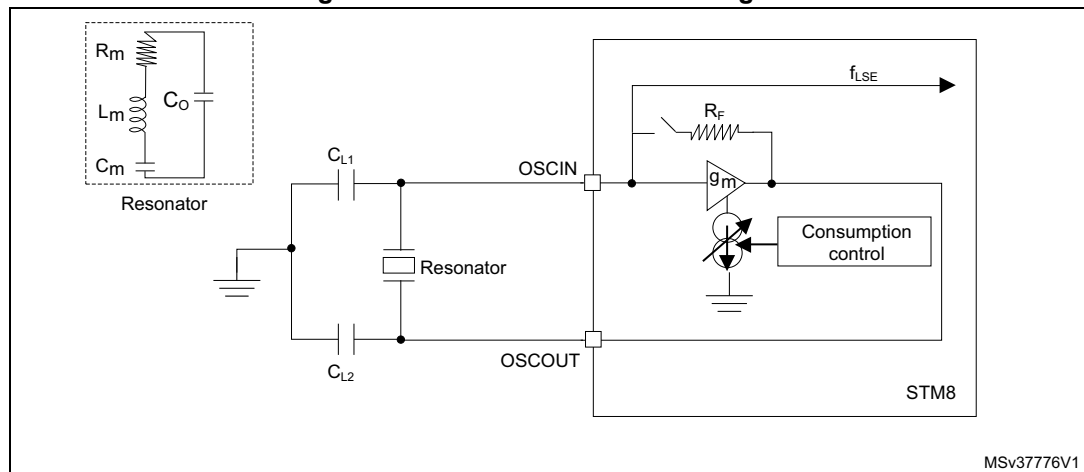 Rm
Lm
CO
Cm
Resonator
CL1
CL2
Resonator
OSCIN
OSCOUT
fLSE
RF
gm
Consumption
control
STM8
MSv37776V1